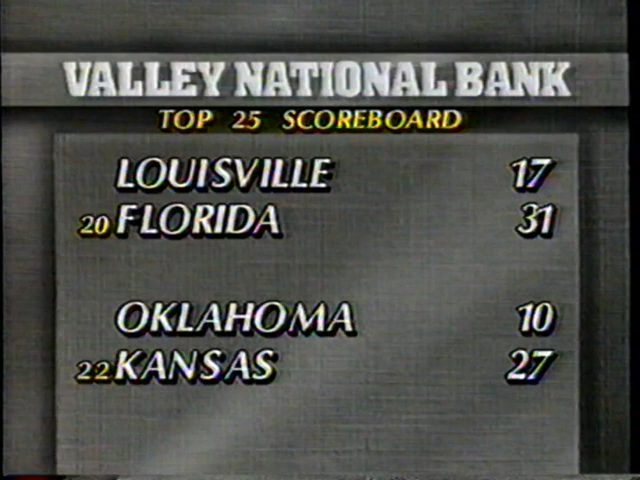 VALLEY NATIONAL BANK
TOP 25 SCOREBOARD
LOUISVILLE 17
20 FLORIDA 31
OKLAHOMA 10
22 KANSAS 27